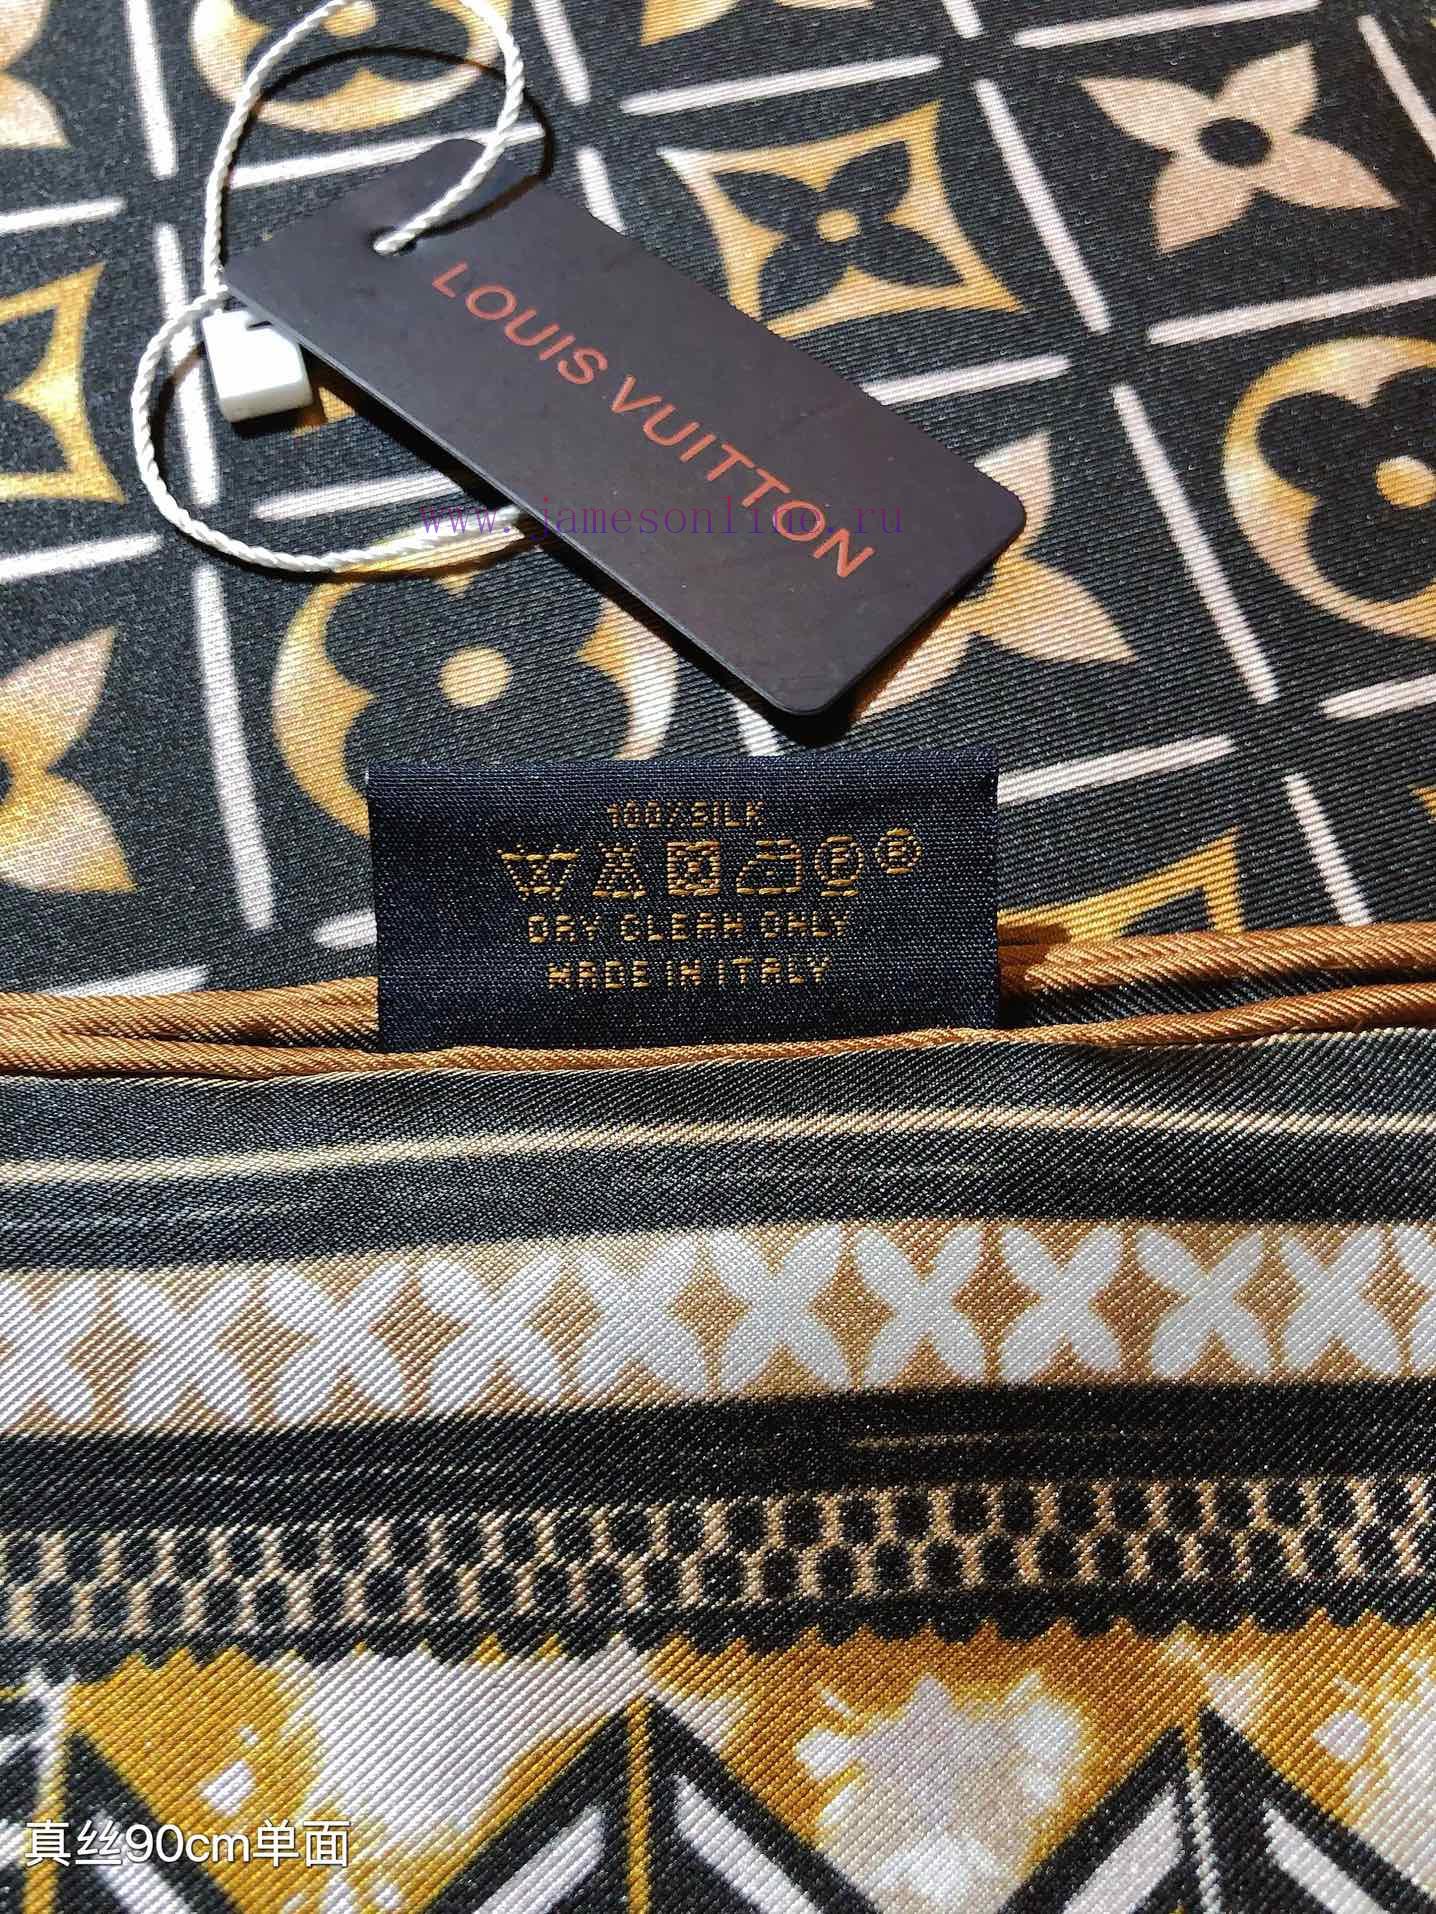 LOUIS VUITTON
www.jamesonline.ru
100%SILK
DRY CLEAN ONLY
MADE IN ITALY
真丝90cm单面